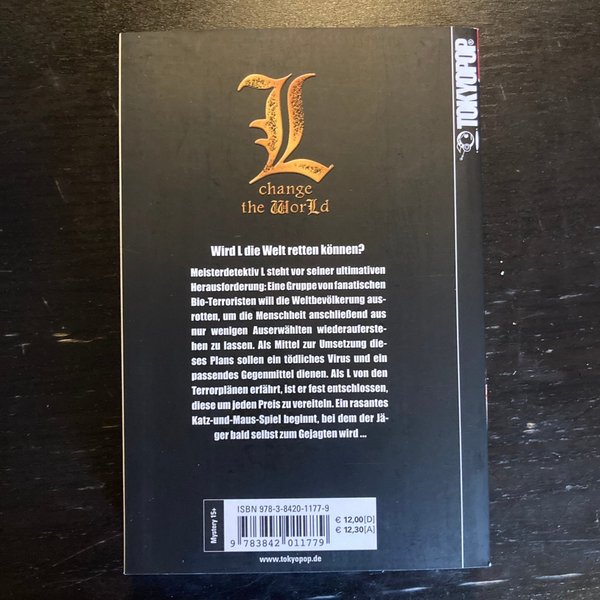 TOKYOPOP®
L
change
the WorLd
Wird L die Welt retten können?
Meisterdetektiv L steht vor seiner ultimativen
Herausforderung: Eine Gruppe von fanatischen
Bio-Terroristen will die Weltbevölkerung aus-
rotten, um die Menschheit anschließend aus
nur wenigen Auserwählten wiederauferste-
hen zu lassen. Als Mittel zur Umsetzung die-
ses Plans sollen ein tödliches Virus und ein
passendes Gegenmittel dienen. Als L von den
Terrorplänen erfährt, ist er fest entschlossen,
diese um jeden Preis zu vereiteln. Ein rasantes
Katz-und-Maus-Spiel beginnt, bei dem der Jä-
ger bald selbst zum Gejagten wird ...
Mystery 15+
ISBN 978-3-8420-1177-9
€ 12,00 [D]
€ 12,30 [A]
9 783842 011779
www.tokyopop.de